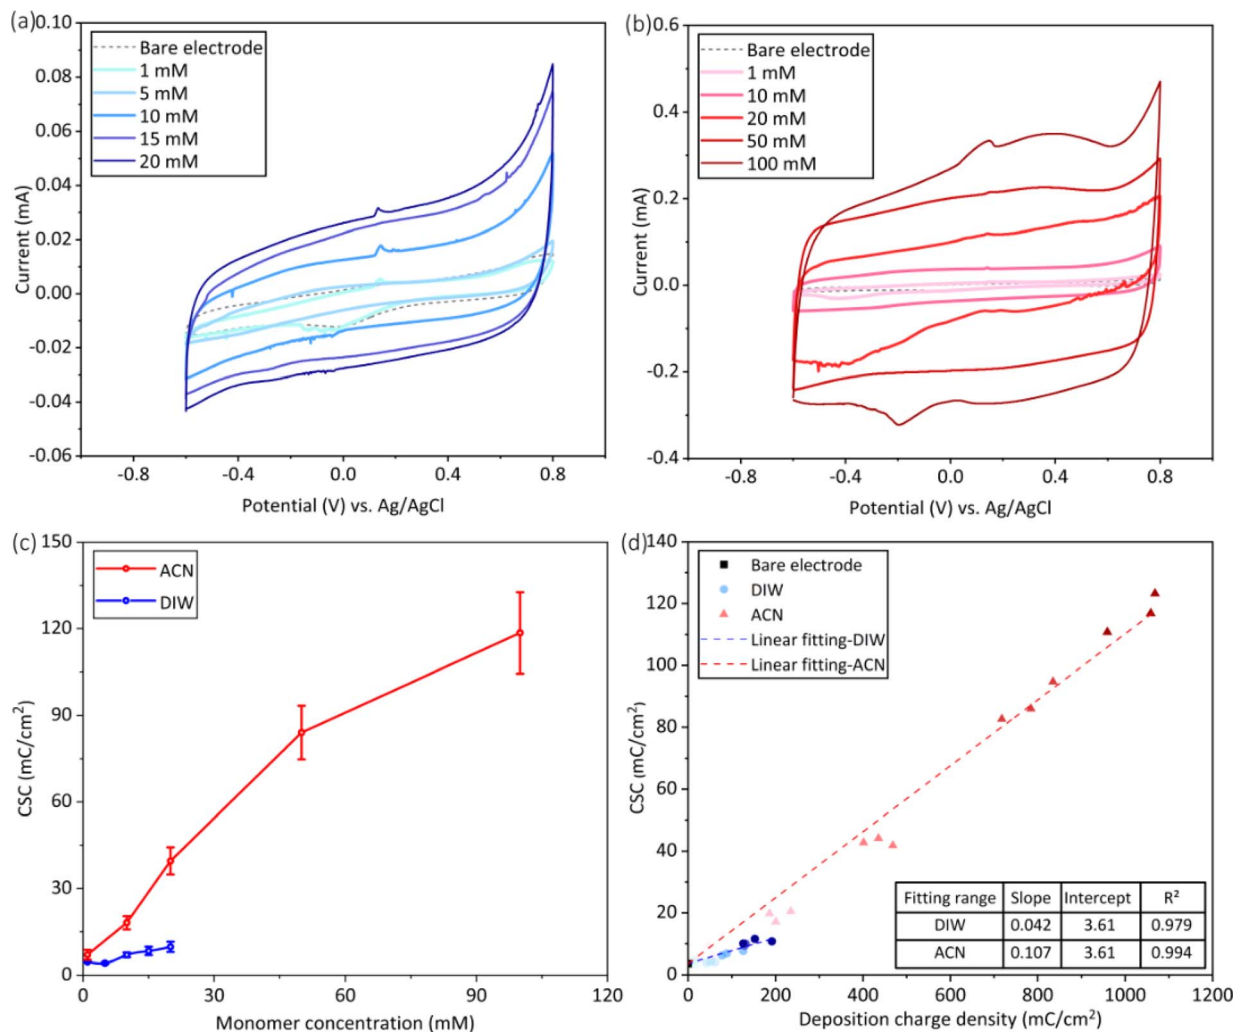 (a)
0.10
0.08
0.06
0.04
0.02
0.00
-0.02
-0.04
-0.06
Current (mA)
Bare electrode
1 mM
5 mM
10 mM
15 mM
20 mM
-0.8
-0.4
0.0
0.4
0.8
Potential (V) vs. Ag/AgCl
(b)
0.6
0.4
0.2
0.0
-0.2
-0.4
Current (mA)
Bare electrode
1 mM
10 mM
20 mM
50 mM
100 mM
-0.8
-0.4
0.0
0.4
0.8
Potential (V) vs. Ag/AgCl
(c)
150
120
90
60
30
0
CSC (mC/cm²)
ACN
DIW
0
30
60
90
120
Monomer concentration (mM)
(d)
140
120
100
80
60
40
20
0
CSC (mC/cm²)
Bare electrode
DIW
ACN
Linear fitting-DIW
Linear fitting-ACN
Fitting range Slope Intercept R²
DIW 0.042 3.61 0.979
ACN 0.107 3.61 0.994
0
200
400
600
800
1000
1200
Deposition charge density (mC/cm²)